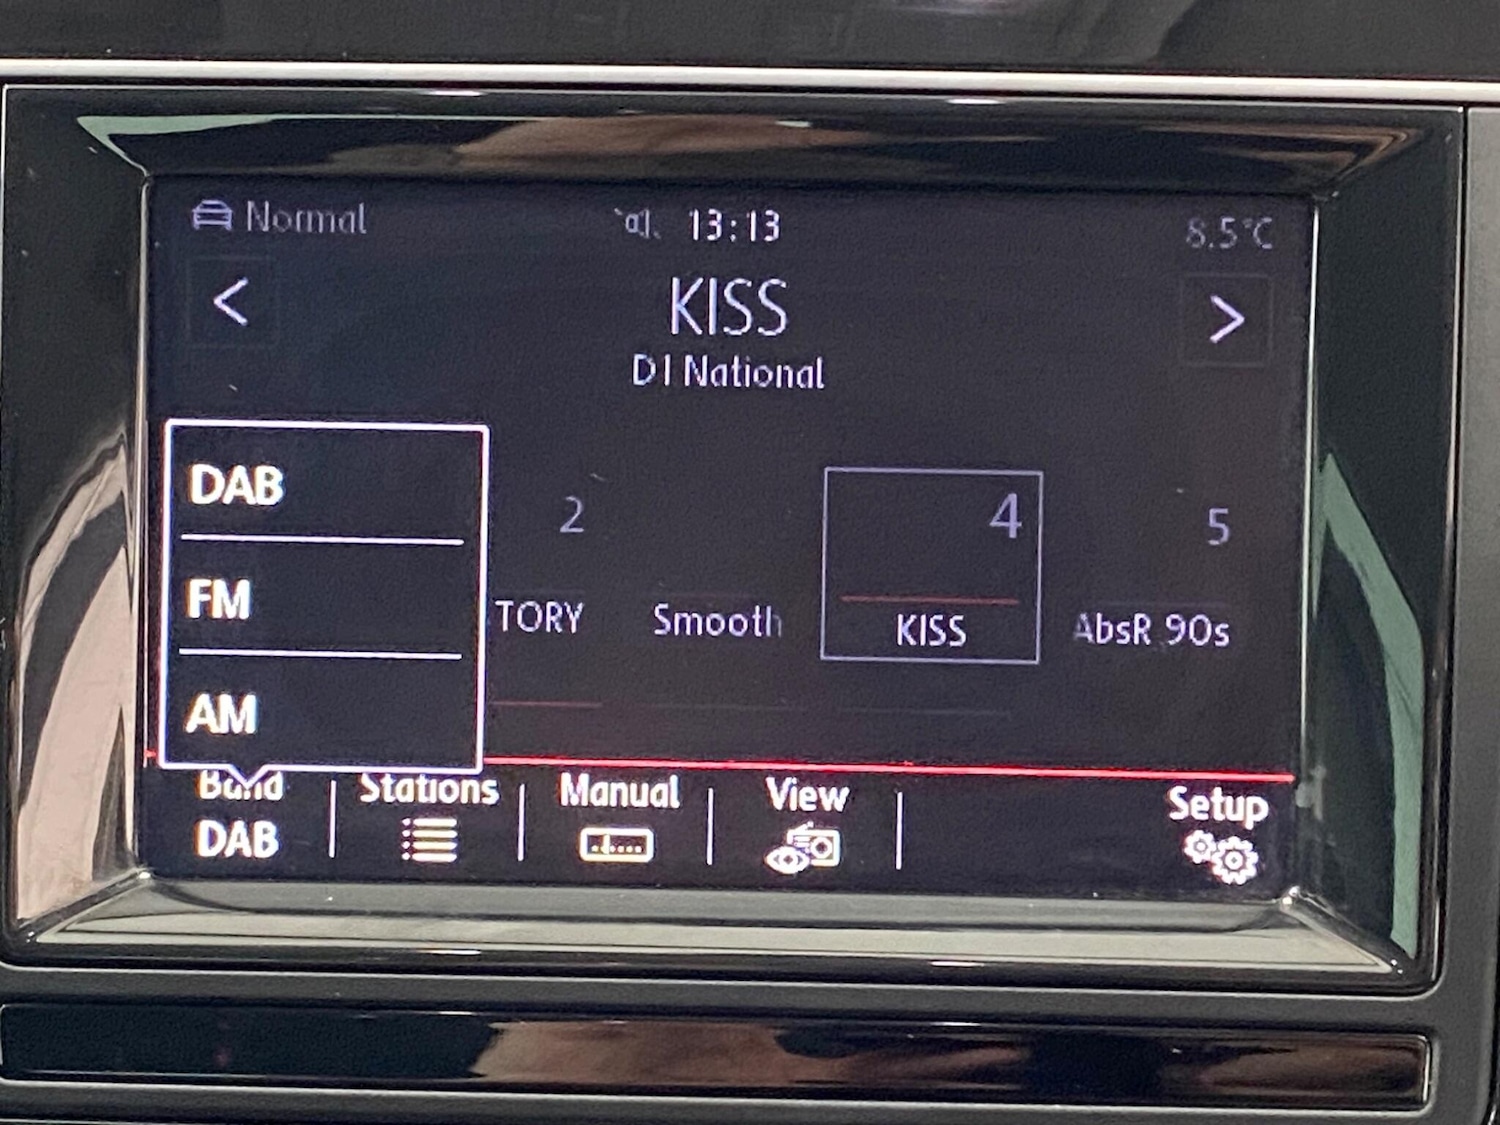 Normal
13:13
8.5°C
<
KISS
>
D1 National
DAB
FM
AM
2
4
5
TORY
Smooth
KISS
AbsR 90s
Band
DAB
Stations
Manual
View
Setup